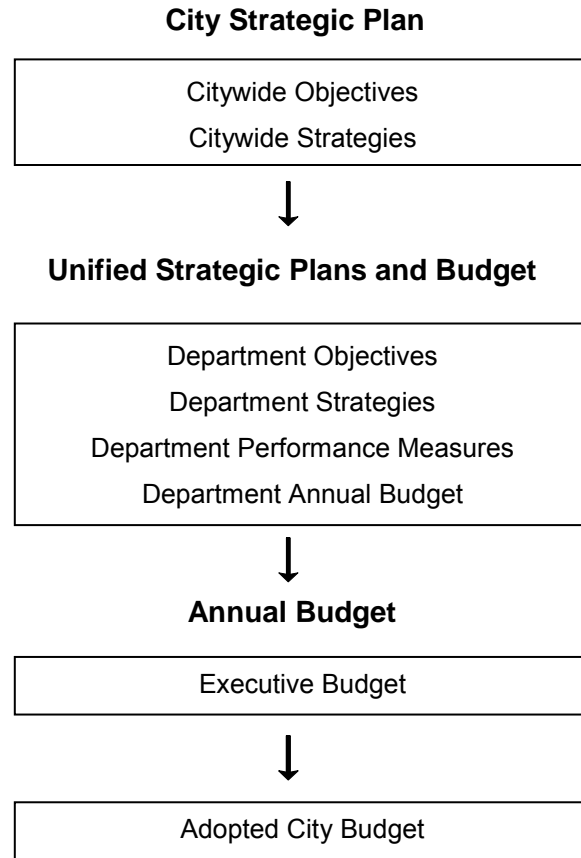 City Strategic Plan
Citywide Objectives
Citywide Strategies
Unified Strategic Plans and Budget
Department Objectives
Department Strategies
Department Performance Measures
Department Annual Budget
Annual Budget
Executive Budget
Adopted City Budget